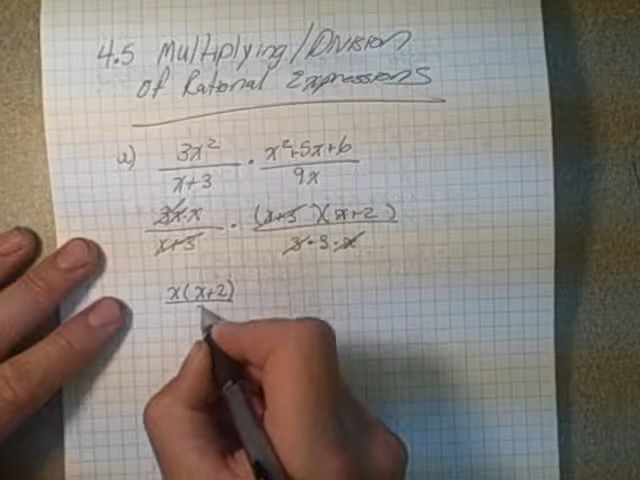 4.5 Multiplying/Division
of Rational Expressions
a) 3x²/(x+3) · (x²+5x+6)/(9x)
3x·x/(x+3) · (x+3)(x+2)/(3·3·x)
x(x+2)/